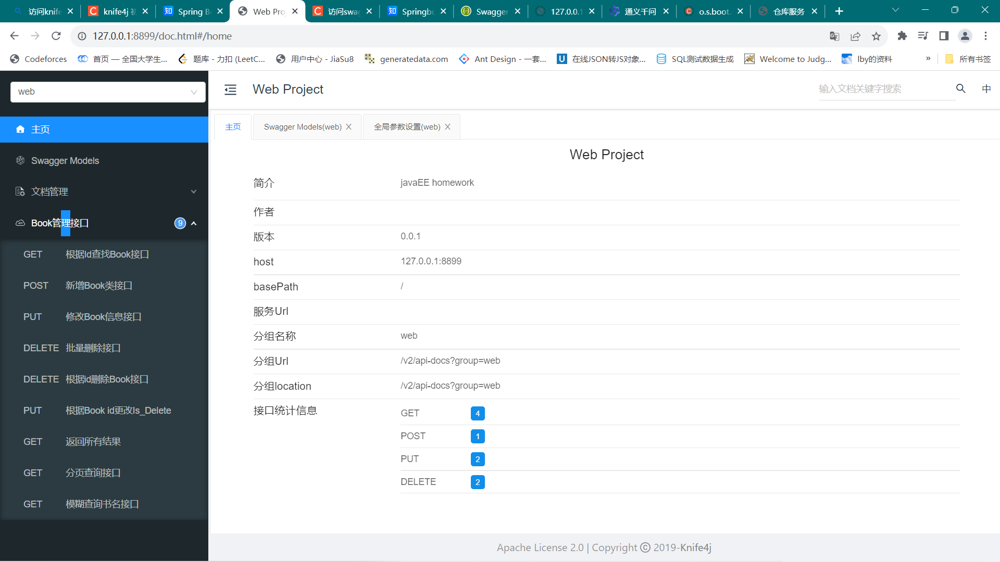 访问knife
knife4j 初
Spring B
Web Pro
访问swag
Springbo
Swagger
127.0.0.1
通义千问
o.s.boot.
仓库服务
127.0.0.1:8899/doc.html#/home
Codeforces
首页 — 全国大学生...
题库 - 力扣 (LeetC...
用户中心 - JiaSu8
generatedata.com
Ant Design - 一套...
在线JSON转JS对象...
SQL测试数据生成
Welcome to Judg...
lby的资料
»
所有书签
web
Web Project
输入文档关键字搜索
中
主页
Swagger Models
文档管理
Book管理接口 9
GET 根据Id查找Book接口
POST 新增Book类接口
PUT 修改Book信息接口
DELETE 批量删除接口
DELETE 根据id删除Book接口
PUT 根据Book id更改Is_Delete
GET 返回所有结果
GET 分页查询接口
GET 模糊查询书名接口
主页
Swagger Models(web)
全局参数设置(web)
Web Project
简介 javaEE homework
作者
版本 0.0.1
host 127.0.0.1:8899
basePath /
服务Url
分组名称 web
分组Url /v2/api-docs?group=web
分组location /v2/api-docs?group=web
接口统计信息
GET 4
POST 1
PUT 2
DELETE 2
Apache License 2.0 | Copyright © 2019-Knife4j